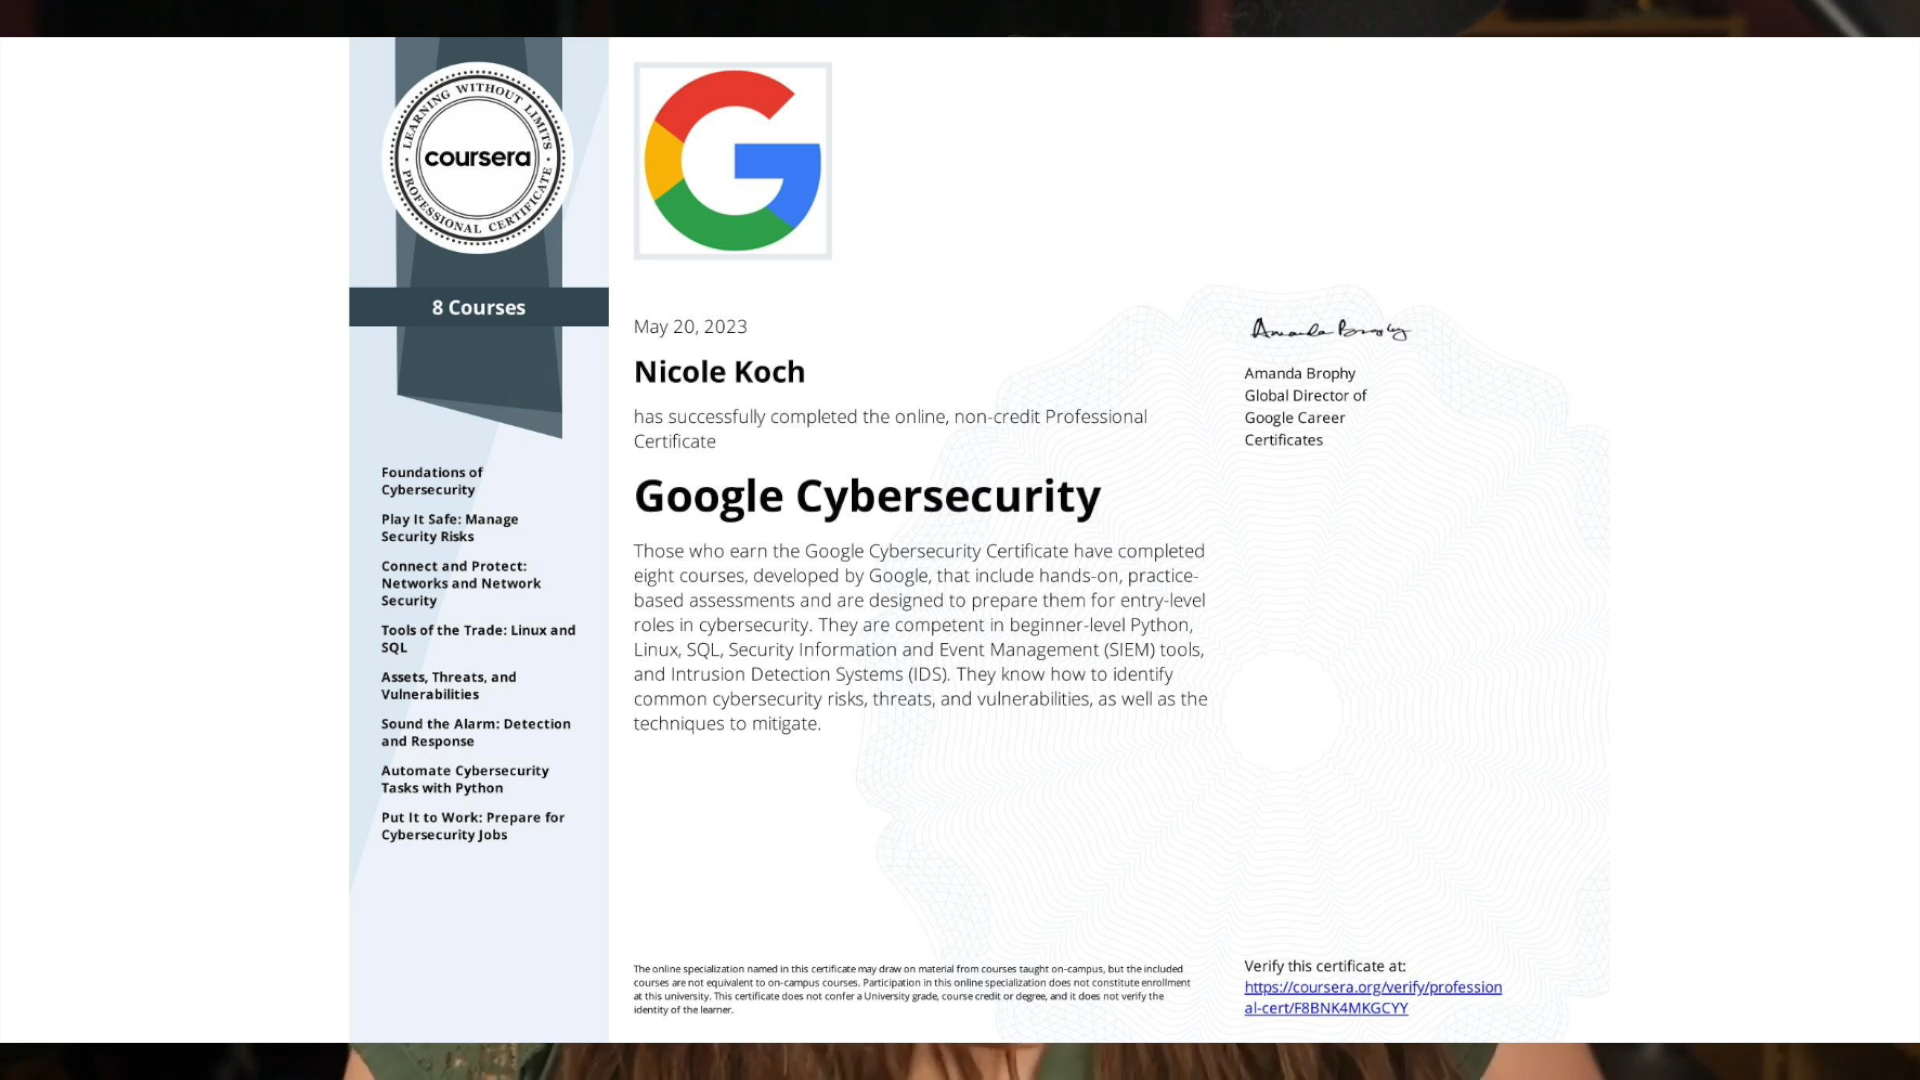 LEARNING WITHOUT LIMITS
coursera
PROFESSIONAL CERTIFICATE
8 Courses
Foundations of
Cybersecurity
Play It Safe: Manage
Security Risks
Connect and Protect:
Networks and Network
Security
Tools of the Trade: Linux and
SQL
Assets, Threats, and
Vulnerabilities
Sound the Alarm: Detection
and Response
Automate Cybersecurity
Tasks with Python
Put It to Work: Prepare for
Cybersecurity Jobs
G
May 20, 2023
Nicole Koch
has successfully completed the online, non-credit Professional
Certificate
Google Cybersecurity
Those who earn the Google Cybersecurity Certificate have completed
eight courses, developed by Google, that include hands-on, practice-
based assessments and are designed to prepare them for entry-level
roles in cybersecurity. They are competent in beginner-level Python,
Linux, SQL, Security Information and Event Management (SIEM) tools,
and Intrusion Detection Systems (IDS). They know how to identify
common cybersecurity risks, threats, and vulnerabilities, as well as the
techniques to mitigate.
Amanda Brophy
Amanda Brophy
Global Director of
Google Career
Certificates
The online specialization named in this certificate may draw on material from courses taught on-campus, but the included
courses are not equivalent to on-campus courses. Participation in this online specialization does not constitute enrollment
at this university. This certificate does not confer a University grade, course credit or degree, and it does not verify the
identity of the learner.
Verify this certificate at:
https://coursera.org/verify/profession
al-cert/F8BNK4MKGCYY